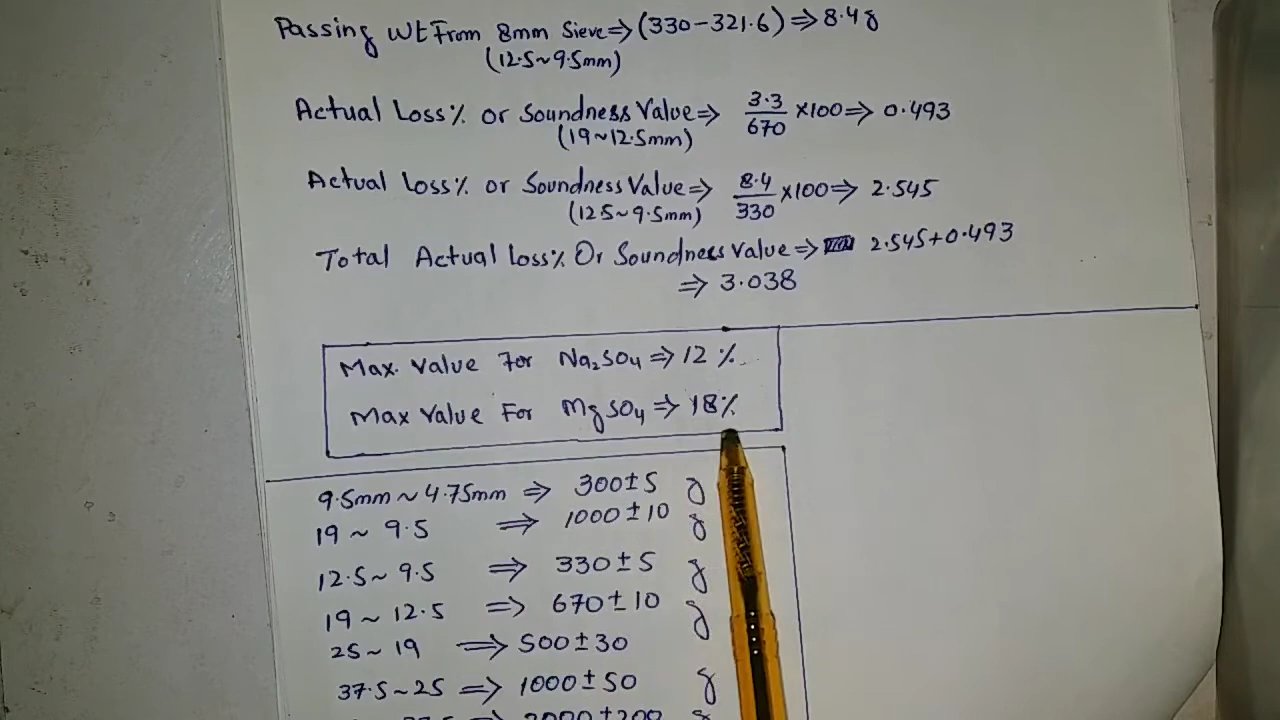 Passing Wt From 8mm Sieve⇒(330-321.6)⇒8.4g
(12.5~9.5mm)
Actual Loss% or Soundness Value⇒ 3.3/670 ×100⇒ 0.493
(19~12.5mm)
Actual Loss% or Soundness Value⇒ 8.4/330 ×100⇒ 2.545
(12.5~9.5mm)
Total Actual Loss% Or Soundness Value⇒ 2.545+0.493
⇒ 3.038
Max. Value For Na₂SO₄⇒12%
Max Value For MgSO₄⇒18%
9.5mm~4.75mm ⇒ 300±5 g
19~9.5 ⇒ 1000±10 g
12.5~9.5 ⇒ 330±5 g
19~12.5 ⇒ 670±10 g
25~19 ⇒500±30
37.5~25⇒1000±50 g